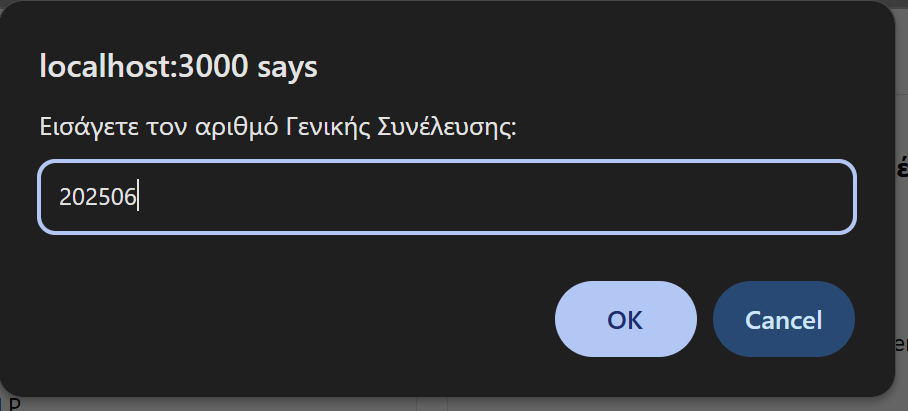 localhost:3000 says
Εισάγετε τον αριθμό Γενικής Συνέλευσης:
202506
OK
Cancel